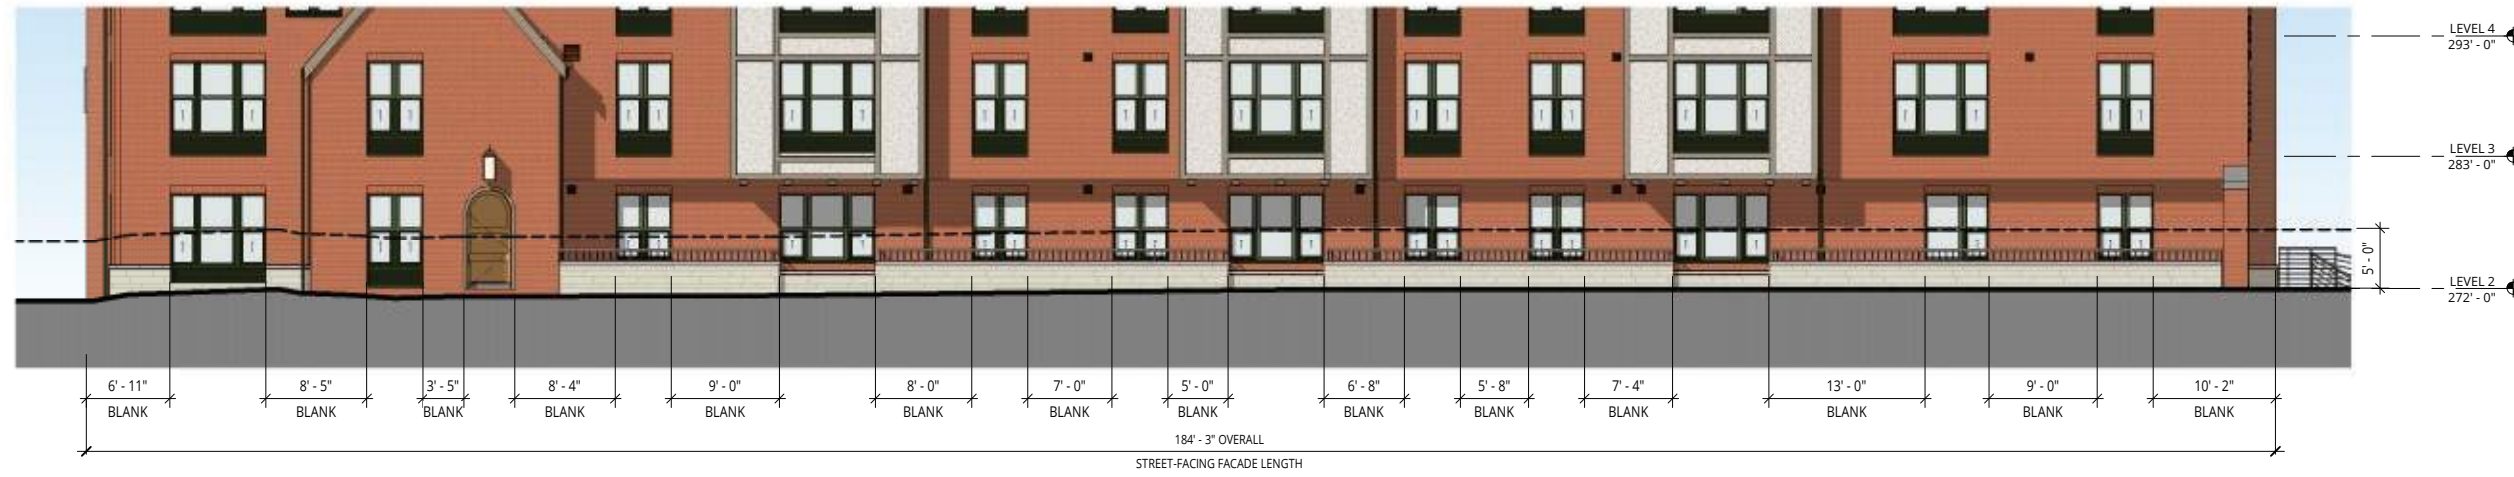 LEVEL 4
293' - 0"
LEVEL 3
283' - 0"
5' - 0"
LEVEL 2
272' - 0"
6' - 11" 8' - 5" 3' - 5" 8' - 4" 9' - 0" 8' - 0" 7' - 0" 5' - 0" 6' - 8" 5' - 8" 7' - 4" 13' - 0" 9' - 0" 10' - 2"
BLANK BLANK BLANK BLANK BLANK BLANK BLANK BLANK BLANK BLANK BLANK BLANK BLANK BLANK
184' - 3" OVERALL
STREET-FACING FACADE LENGTH